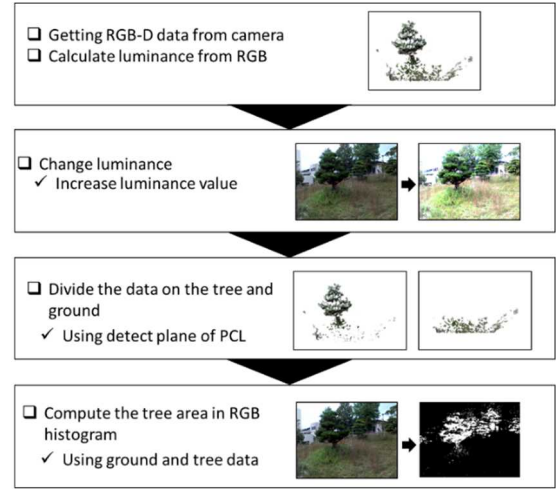 ❑ Getting RGB-D data from camera
❑ Calculate luminance from RGB
❑ Change luminance
✓ Increase luminance value
❑ Divide the data on the tree and
ground
✓ Using detect plane of PCL
❑ Compute the tree area in RGB
histogram
✓ Using ground and tree data